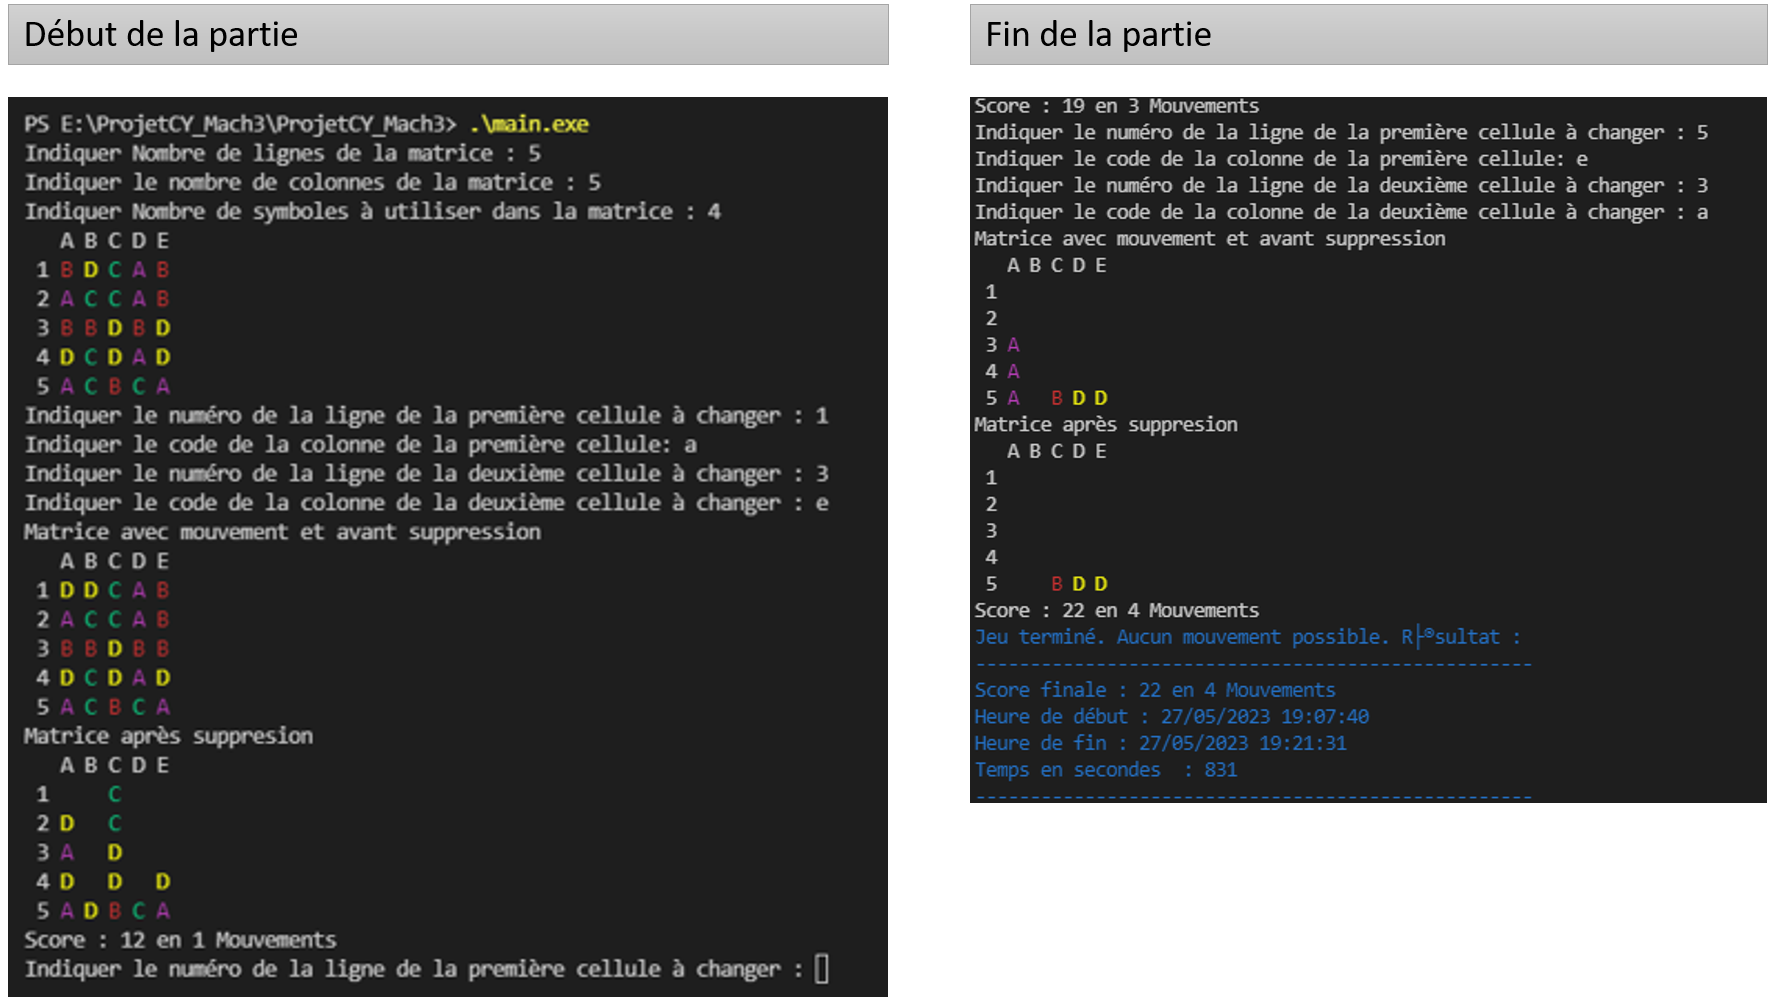 Début de la partie
PS E:\ProjetCY_Mach3\ProjetCY_Mach3> .\main.exe
Indiquer Nombre de lignes de la matrice : 5
Indiquer le nombre de colonnes de la matrice : 5
Indiquer Nombre de symboles à utiliser dans la matrice : 4
A B C D E
1 B D C A B
2 A C C A B
3 B B D B D
4 D C D A D
5 A C B C A
Indiquer le numéro de la ligne de la première cellule à changer : 1
Indiquer le code de la colonne de la première cellule: a
Indiquer le numéro de la ligne de la deuxième cellule à changer : 3
Indiquer le code de la colonne de la deuxième cellule à changer : e
Matrice avec mouvement et avant suppression
A B C D E
1 D D C A B
2 A C C A B
3 B B D B B
4 D C D A D
5 A C B C A
Matrice après suppresion
A B C D E
1 C
2 D C
3 A D
4 D D D
5 A D B C A
Score : 12 en 1 Mouvements
Indiquer le numéro de la ligne de la première cellule à changer :
Fin de la partie
Score : 19 en 3 Mouvements
Indiquer le numéro de la ligne de la première cellule à changer : 5
Indiquer le code de la colonne de la première cellule: e
Indiquer le numéro de la ligne de la deuxième cellule à changer : 3
Indiquer le code de la colonne de la deuxième cellule à changer : a
Matrice avec mouvement et avant suppression
A B C D E
1
2
3 A
4 A
5 A B D D
Matrice après suppresion
A B C D E
1
2
3
4
5 B D D
Score : 22 en 4 Mouvements
Jeu terminé. Aucun mouvement possible. R├®sultat :
---------------------------------------------------
Score finale : 22 en 4 Mouvements
Heure de début : 27/05/2023 19:07:40
Heure de fin : 27/05/2023 19:21:31
Temps en secondes  : 831
---------------------------------------------------